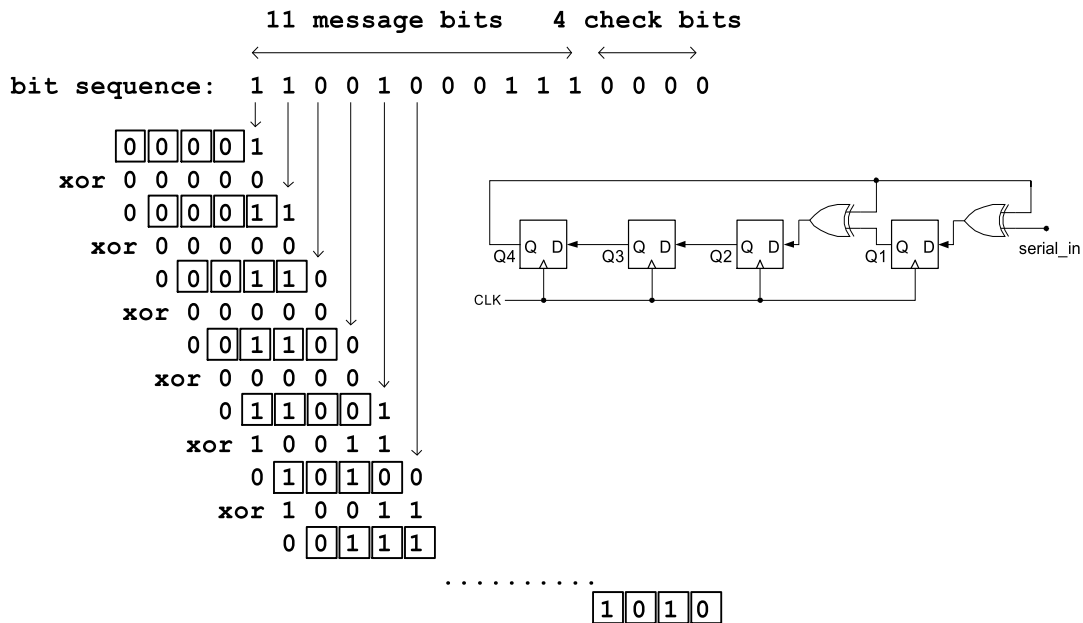 11 message bits 4 check bits
bit sequence: 1 1 0 0 1 0 0 0 1 1 1 0 0 0 0
0 0 0 0 1
xor 0 0 0 0 0
0 0 0 0 1 1
xor 0 0 0 0 0
0 0 0 1 1 0
xor 0 0 0 0 0
0 0 1 1 0 0
xor 0 0 0 0 0
0 1 1 0 0 1
xor 1 0 0 1 1
0 1 0 1 0 0
xor 1 0 0 1 1
0 0 1 1 1
..........
1 0 1 0
Q D Q D Q D Q D
Q4 Q3 Q2 Q1 serial_in
CLK